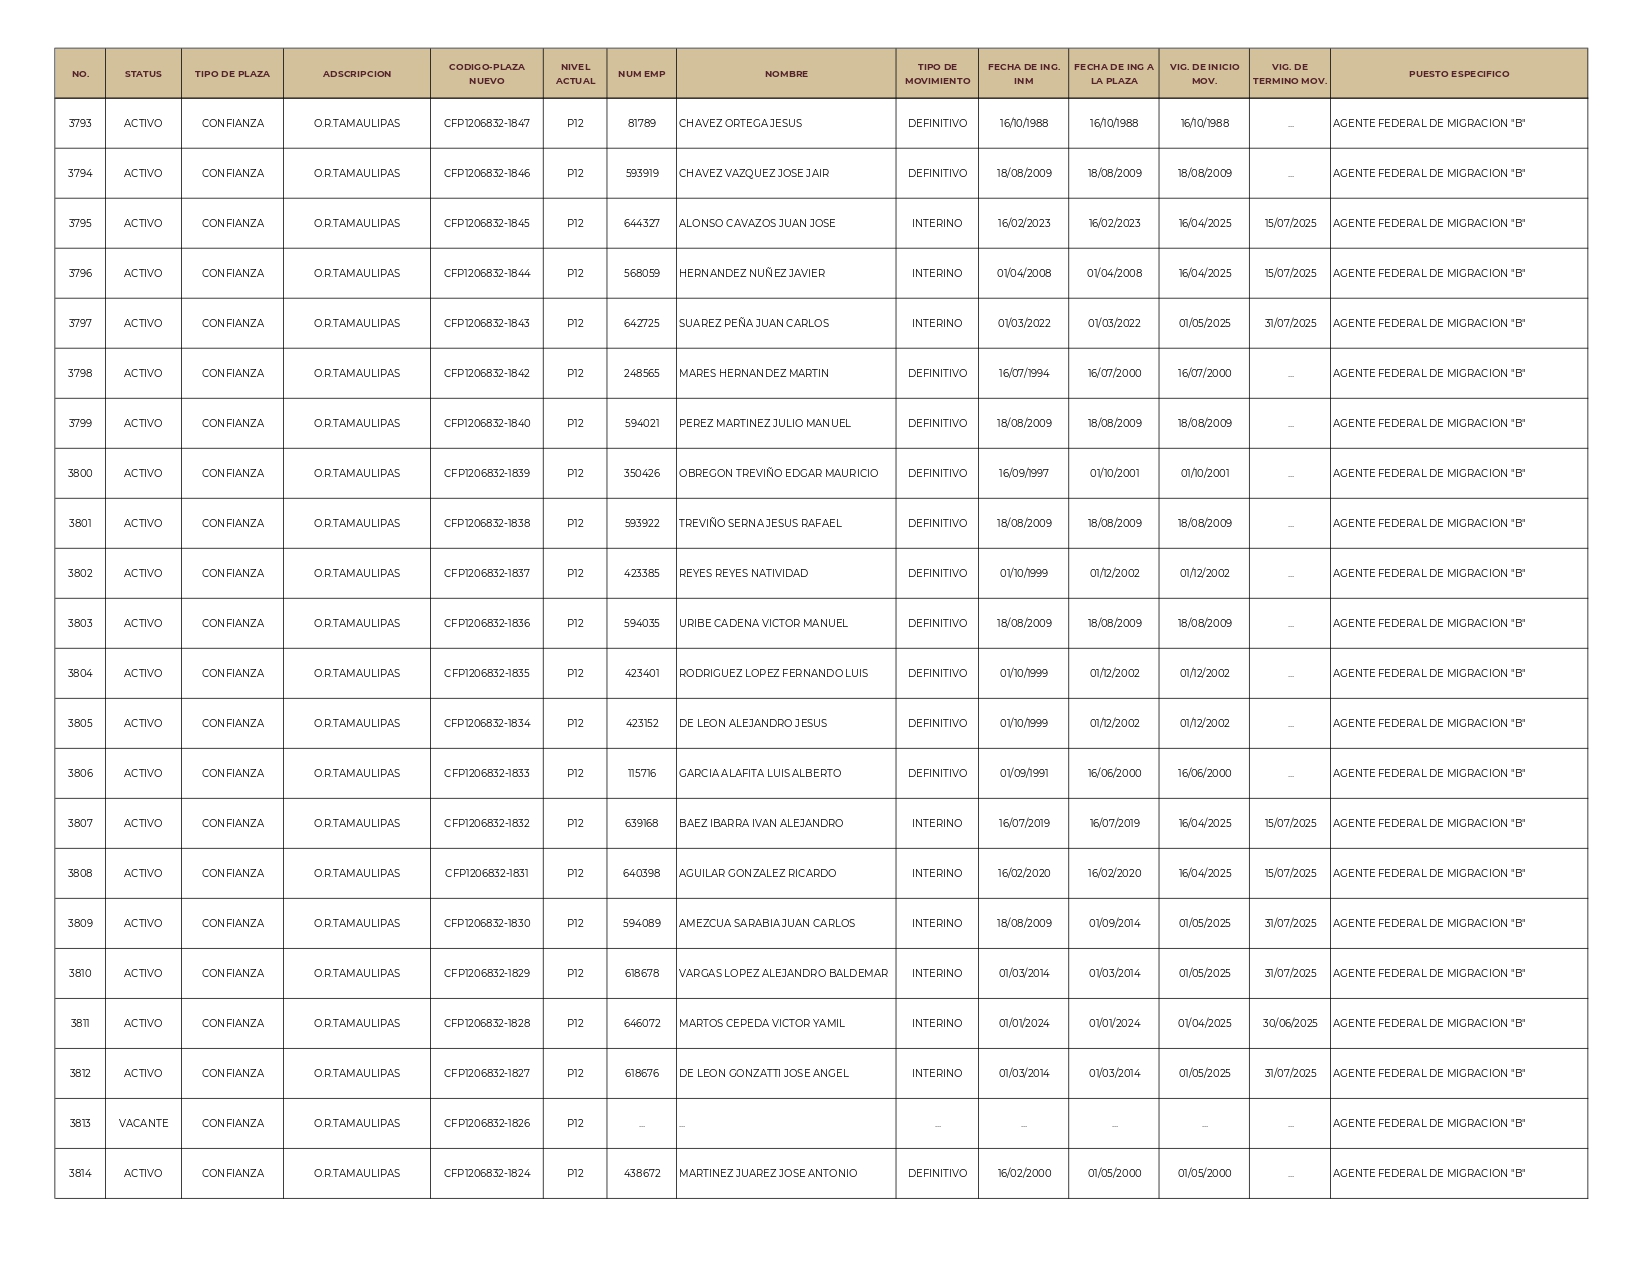 NO. STATUS TIPO DE PLAZA ADSCRIPCION CODIGO-PLAZA NUEVO NIVEL ACTUAL NUM EMP NOMBRE TIPO DE MOVIMIENTO FECHA DE ING. INM FECHA DE ING A LA PLAZA VIG. DE INICIO MOV. VIG. DE TERMINO MOV. PUESTO ESPECIFICO
3793 ACTIVO CONFIANZA O.R.TAMAULIPAS CFP1206832-1847 P12 81789 CHAVEZ ORTEGA JESUS DEFINITIVO 16/10/1988 16/10/1988 16/10/1988 ... AGENTE FEDERAL DE MIGRACION "B"
3794 ACTIVO CONFIANZA O.R.TAMAULIPAS CFP1206832-1846 P12 593919 CHAVEZ VAZQUEZ JOSE JAIR DEFINITIVO 18/08/2009 18/08/2009 18/08/2009 ... AGENTE FEDERAL DE MIGRACION "B"
3795 ACTIVO CONFIANZA O.R.TAMAULIPAS CFP1206832-1845 P12 644327 ALONSO CAVAZOS JUAN JOSE INTERINO 16/02/2023 16/02/2023 16/04/2025 15/07/2025 AGENTE FEDERAL DE MIGRACION "B"
3796 ACTIVO CONFIANZA O.R.TAMAULIPAS CFP1206832-1844 P12 568059 HERNANDEZ NUÑEZ JAVIER INTERINO 01/04/2008 01/04/2008 16/04/2025 15/07/2025 AGENTE FEDERAL DE MIGRACION "B"
3797 ACTIVO CONFIANZA O.R.TAMAULIPAS CFP1206832-1843 P12 642725 SUAREZ PEÑA JUAN CARLOS INTERINO 01/03/2022 01/03/2022 01/05/2025 31/07/2025 AGENTE FEDERAL DE MIGRACION "B"
3798 ACTIVO CONFIANZA O.R.TAMAULIPAS CFP1206832-1842 P12 248565 MARES HERNANDEZ MARTIN DEFINITIVO 16/07/1994 16/07/2000 16/07/2000 ... AGENTE FEDERAL DE MIGRACION "B"
3799 ACTIVO CONFIANZA O.R.TAMAULIPAS CFP1206832-1840 P12 594021 PEREZ MARTINEZ JULIO MANUEL DEFINITIVO 18/08/2009 18/08/2009 18/08/2009 ... AGENTE FEDERAL DE MIGRACION "B"
3800 ACTIVO CONFIANZA O.R.TAMAULIPAS CFP1206832-1839 P12 350426 OBREGON TREVIÑO EDGAR MAURICIO DEFINITIVO 16/09/1997 01/10/2001 01/10/2001 ... AGENTE FEDERAL DE MIGRACION "B"
3801 ACTIVO CONFIANZA O.R.TAMAULIPAS CFP1206832-1838 P12 593922 TREVIÑO SERNA JESUS RAFAEL DEFINITIVO 18/08/2009 18/08/2009 18/08/2009 ... AGENTE FEDERAL DE MIGRACION "B"
3802 ACTIVO CONFIANZA O.R.TAMAULIPAS CFP1206832-1837 P12 423385 REYES REYES NATIVIDAD DEFINITIVO 01/10/1999 01/12/2002 01/12/2002 ... AGENTE FEDERAL DE MIGRACION "B"
3803 ACTIVO CONFIANZA O.R.TAMAULIPAS CFP1206832-1836 P12 594035 URIBE CADENA VICTOR MANUEL DEFINITIVO 18/08/2009 18/08/2009 18/08/2009 ... AGENTE FEDERAL DE MIGRACION "B"
3804 ACTIVO CONFIANZA O.R.TAMAULIPAS CFP1206832-1835 P12 423401 RODRIGUEZ LOPEZ FERNANDO LUIS DEFINITIVO 01/10/1999 01/12/2002 01/12/2002 ... AGENTE FEDERAL DE MIGRACION "B"
3805 ACTIVO CONFIANZA O.R.TAMAULIPAS CFP1206832-1834 P12 423152 DE LEON ALEJANDRO JESUS DEFINITIVO 01/10/1999 01/12/2002 01/12/2002 ... AGENTE FEDERAL DE MIGRACION "B"
3806 ACTIVO CONFIANZA O.R.TAMAULIPAS CFP1206832-1833 P12 115716 GARCIA ALAFITA LUIS ALBERTO DEFINITIVO 01/09/1991 16/06/2000 16/06/2000 ... AGENTE FEDERAL DE MIGRACION "B"
3807 ACTIVO CONFIANZA O.R.TAMAULIPAS CFP1206832-1832 P12 639168 BAEZ IBARRA IVAN ALEJANDRO INTERINO 16/07/2019 16/07/2019 16/04/2025 15/07/2025 AGENTE FEDERAL DE MIGRACION "B"
3808 ACTIVO CONFIANZA O.R.TAMAULIPAS CFP1206832-1831 P12 640398 AGUILAR GONZALEZ RICARDO INTERINO 16/02/2020 16/02/2020 16/04/2025 15/07/2025 AGENTE FEDERAL DE MIGRACION "B"
3809 ACTIVO CONFIANZA O.R.TAMAULIPAS CFP1206832-1830 P12 594089 AMEZCUA SARABIA JUAN CARLOS INTERINO 18/08/2009 01/09/2014 01/05/2025 31/07/2025 AGENTE FEDERAL DE MIGRACION "B"
3810 ACTIVO CONFIANZA O.R.TAMAULIPAS CFP1206832-1829 P12 618678 VARGAS LOPEZ ALEJANDRO BALDEMAR INTERINO 01/03/2014 01/03/2014 01/05/2025 31/07/2025 AGENTE FEDERAL DE MIGRACION "B"
3811 ACTIVO CONFIANZA O.R.TAMAULIPAS CFP1206832-1828 P12 646072 MARTOS CEPEDA VICTOR YAMIL INTERINO 01/01/2024 01/01/2024 01/04/2025 30/06/2025 AGENTE FEDERAL DE MIGRACION "B"
3812 ACTIVO CONFIANZA O.R.TAMAULIPAS CFP1206832-1827 P12 618676 DE LEON GONZATTI JOSE ANGEL INTERINO 01/03/2014 01/03/2014 01/05/2025 31/07/2025 AGENTE FEDERAL DE MIGRACION "B"
3813 VACANTE CONFIANZA O.R.TAMAULIPAS CFP1206832-1826 P12 ... ... ... ... ... ... ... AGENTE FEDERAL DE MIGRACION "B"
3814 ACTIVO CONFIANZA O.R.TAMAULIPAS CFP1206832-1824 P12 438672 MARTINEZ JUAREZ JOSE ANTONIO DEFINITIVO 16/02/2000 01/05/2000 01/05/2000 ... AGENTE FEDERAL DE MIGRACION "B"